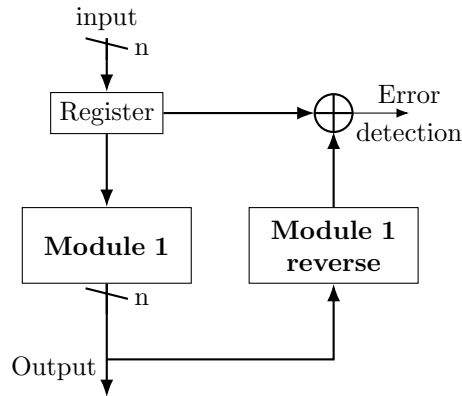 input
n
Register
Error
detection
Module 1
Module 1
reverse
n
Output